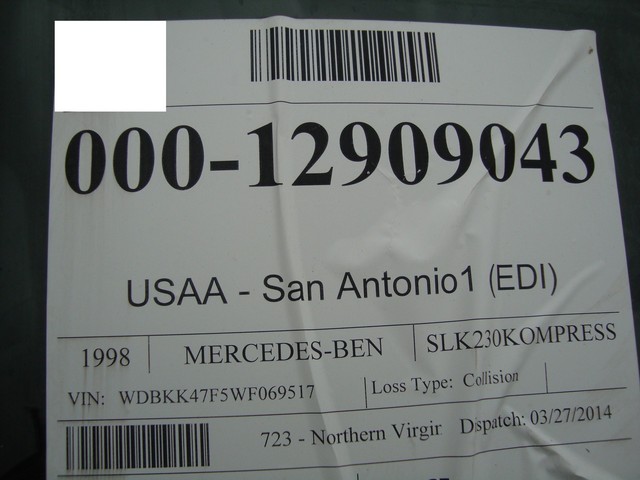 000-12909043
USAA - San Antonio1 (EDI)
1998 MERCEDES-BEN SLK230KOMPRESS
VIN: WDBKK47F5WF069517 Loss Type: Collision
723 - Northern Virgir Dispatch: 03/27/2014